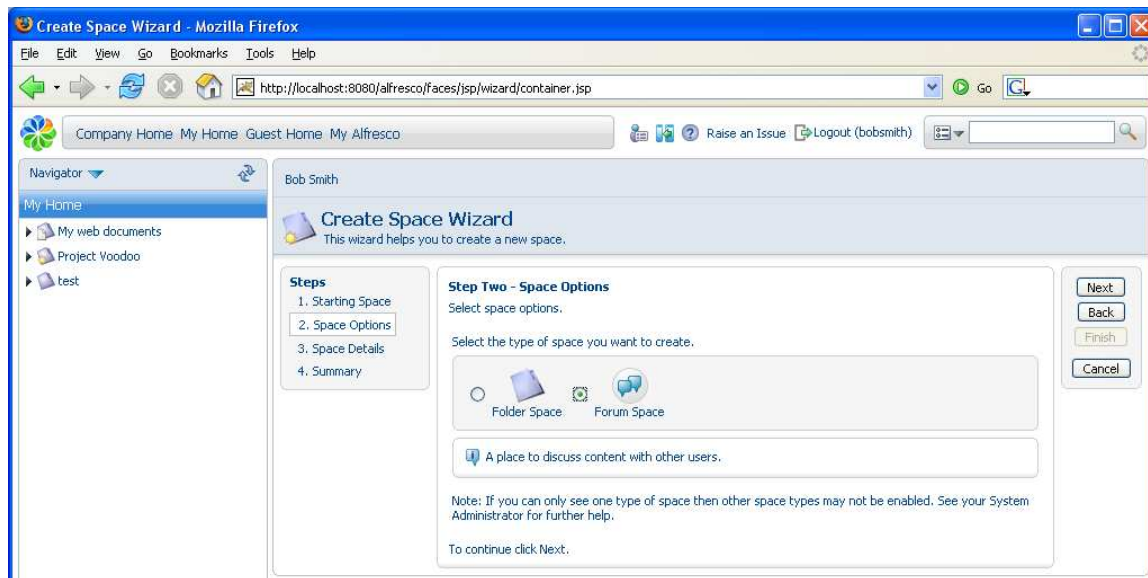 Create Space Wizard - Mozilla Firefox
File Edit View Go Bookmarks Tools Help
http://localhost:8080/alfresco/faces/jsp/wizard/container.jsp
Go
G
Company Home My Home Guest Home My Alfresco
Raise an Issue Logout (bobsmith)
Navigator
My Home
My web documents
Project Voodoo
test
Bob Smith
Create Space Wizard
This wizard helps you to create a new space.
Steps
1. Starting Space
2. Space Options
3. Space Details
4. Summary
Step Two - Space Options
Select space options.
Select the type of space you want to create.
Folder Space
Forum Space
A place to discuss content with other users.
Note: If you can only see one type of space then other space types may not be enabled. See your System
Administrator for further help.
To continue click Next.
Next
Back
Finish
Cancel